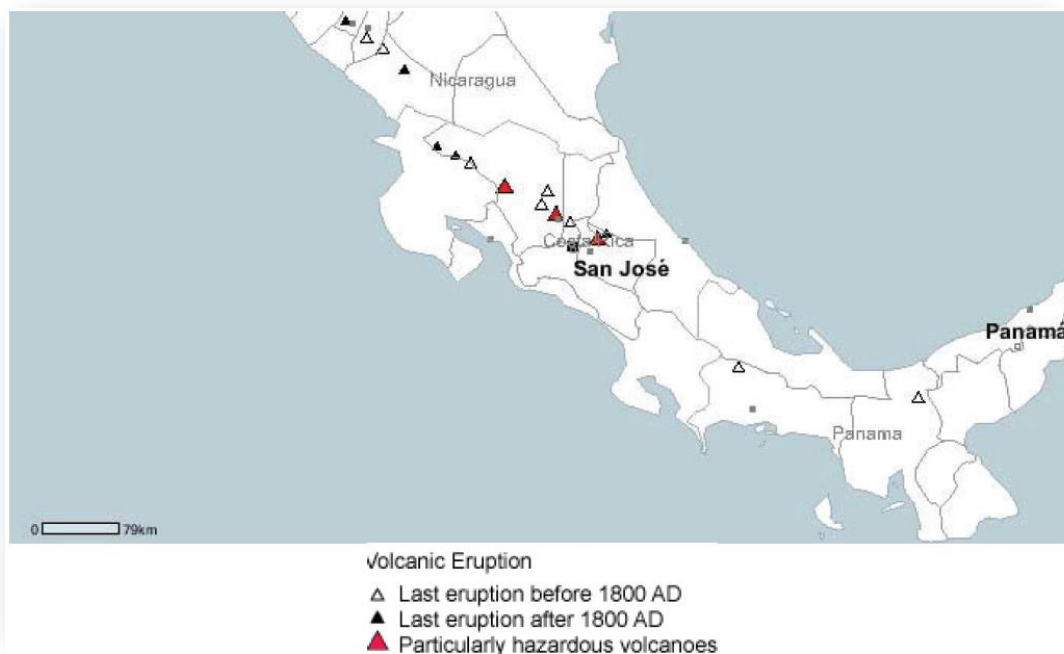 Nicaragua
Costa Rica
San José
Panamá
Panama
0 79km
Volcanic Eruption
Last eruption before 1800 AD
Last eruption after 1800 AD
Particularly hazardous volcanoes